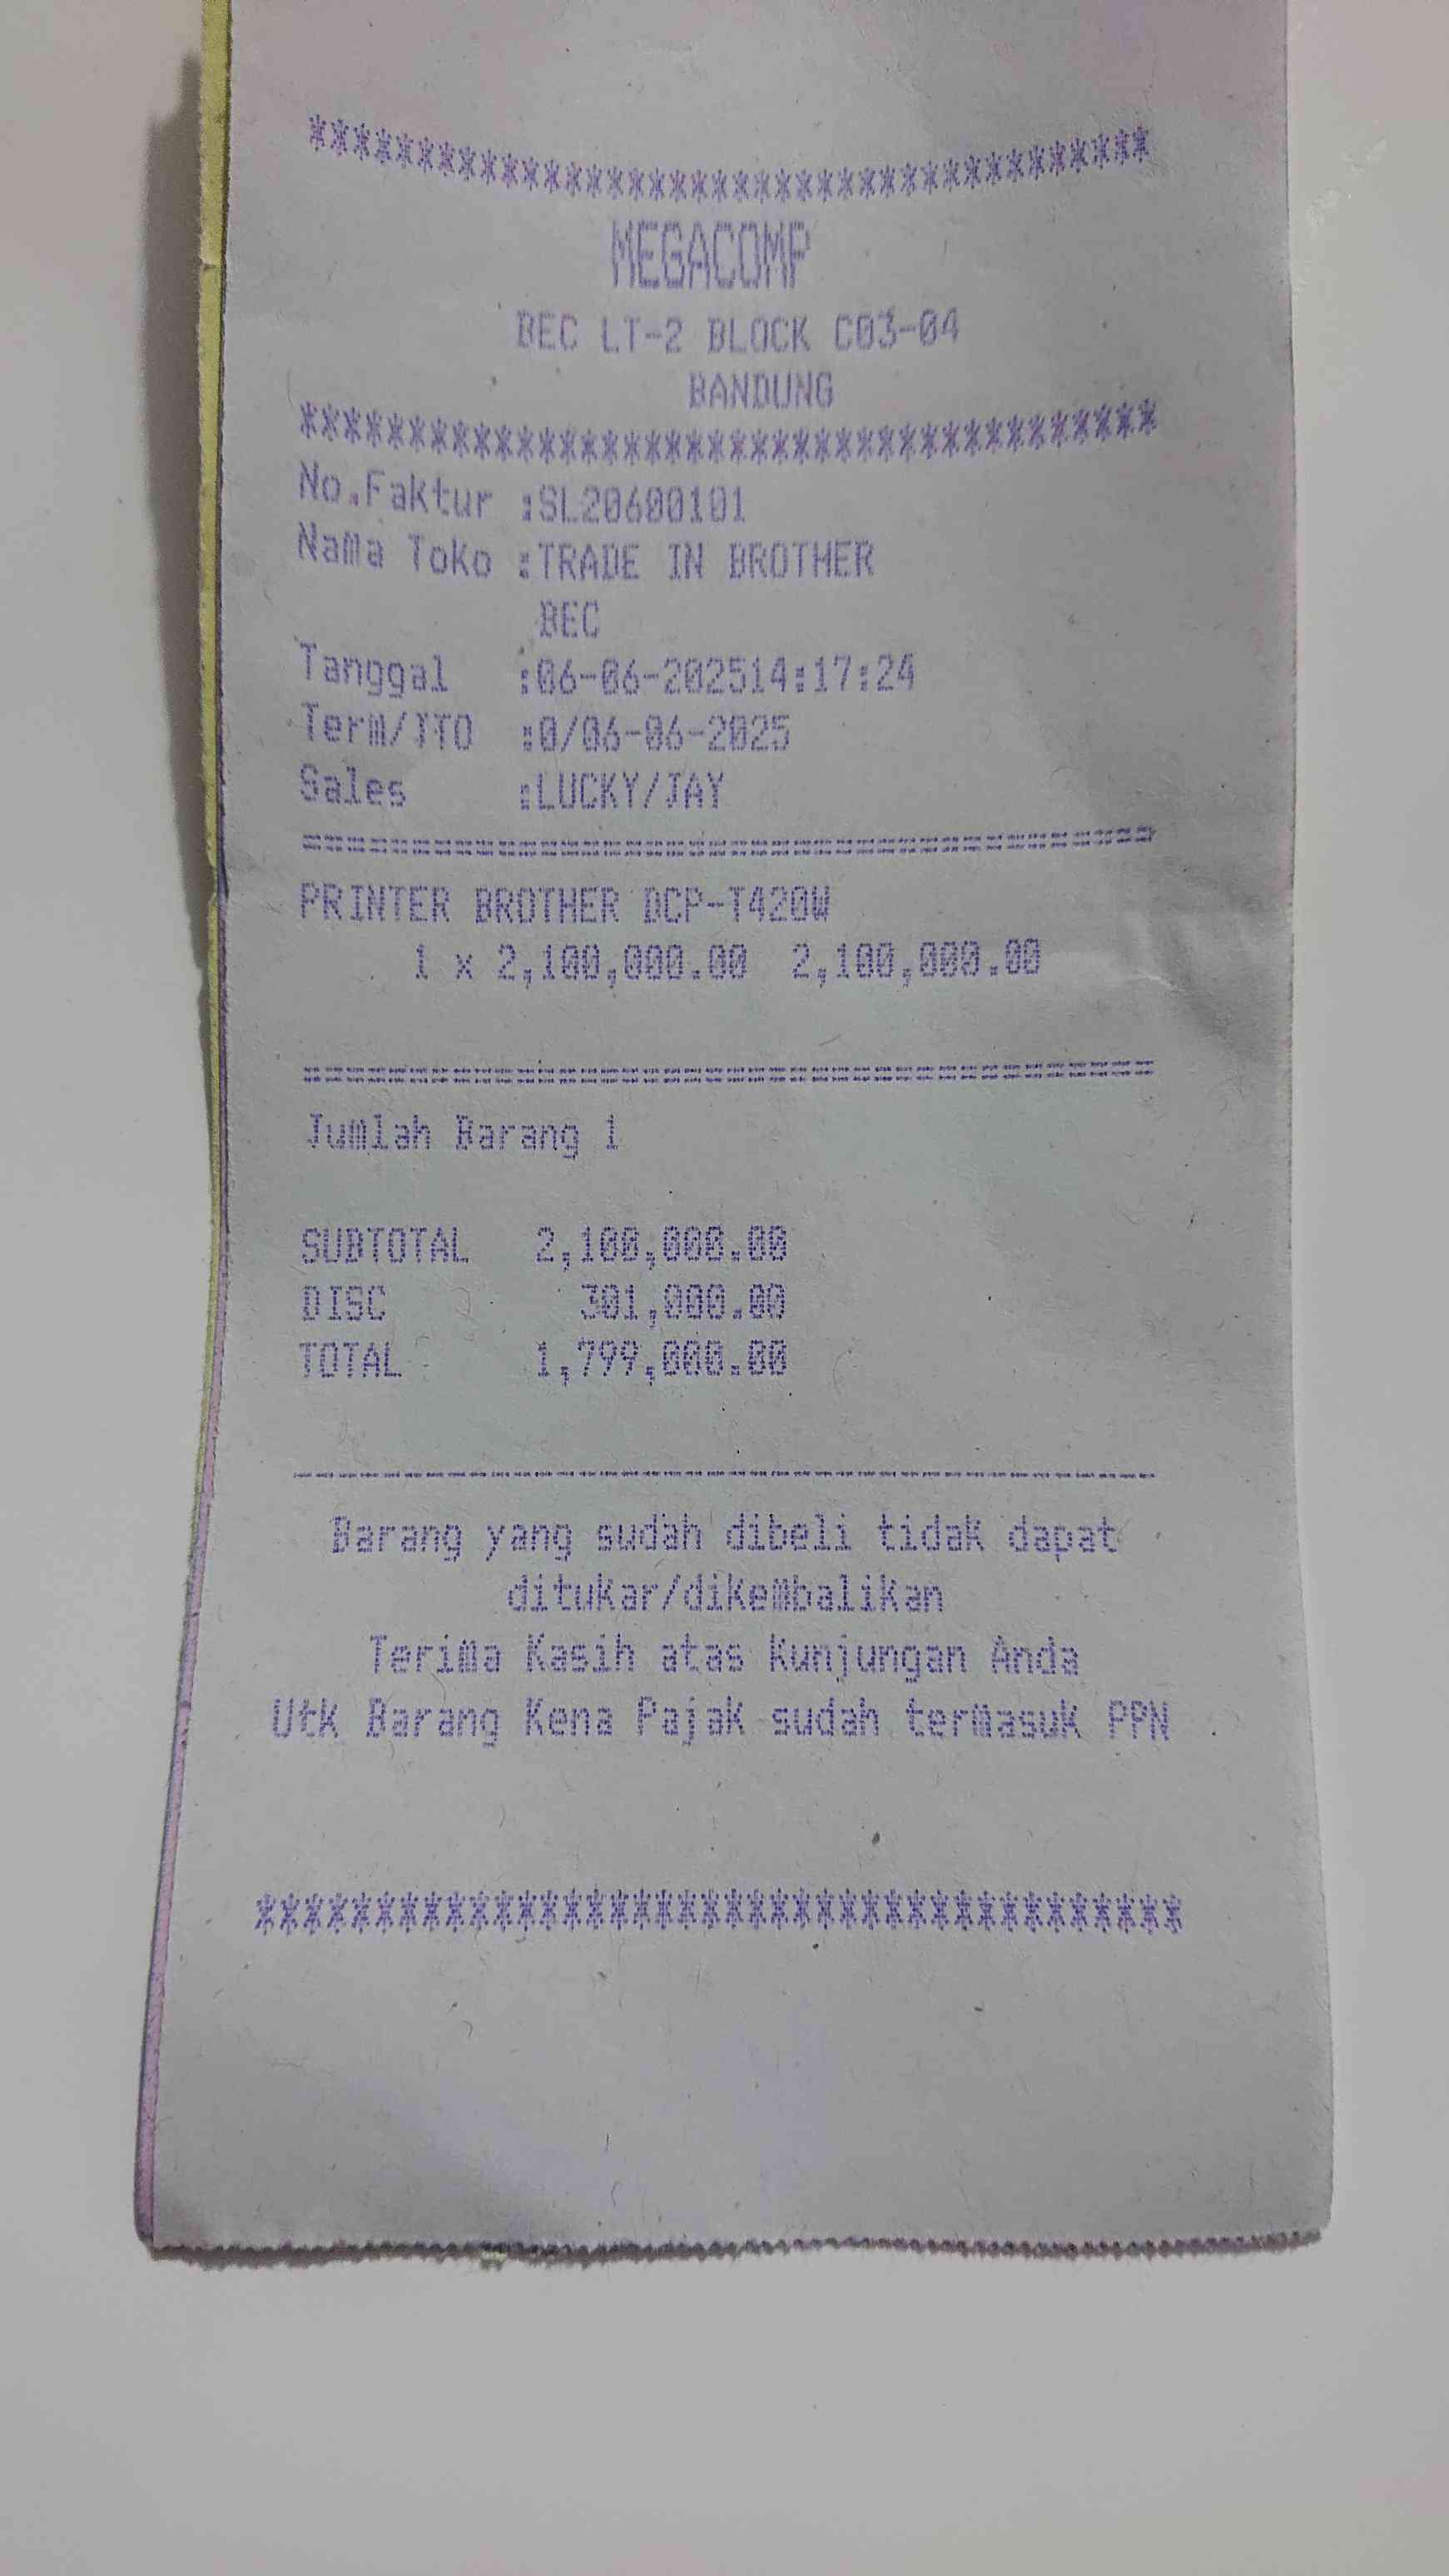 ***************************************
MEGACOMP
BEC LT-2 BLOCK C03-04
BANDUNG
***************************************
No.Faktur :SL20600101
Nama Toko :TRADE IN BROTHER
BEC
Tanggal :06-06-202514:17:24
Term/JTO :0/06-06-2025
Sales :LUCKY/JAY
=======================================
PRINTER BROTHER DCP-T420W
1 x 2,100,000.00 2,100,000.00
=======================================
Jumlah Barang 1
SUBTOTAL 2,100,000.00
DISC 301,000.00
TOTAL 1,799,000.00
---------------------------------------
Barang yang sudah dibeli tidak dapat
ditukar/dikembalikan
Terima Kasih atas kunjungan Anda
Utk Barang Kena Pajak sudah termasuk PPN
****************************************